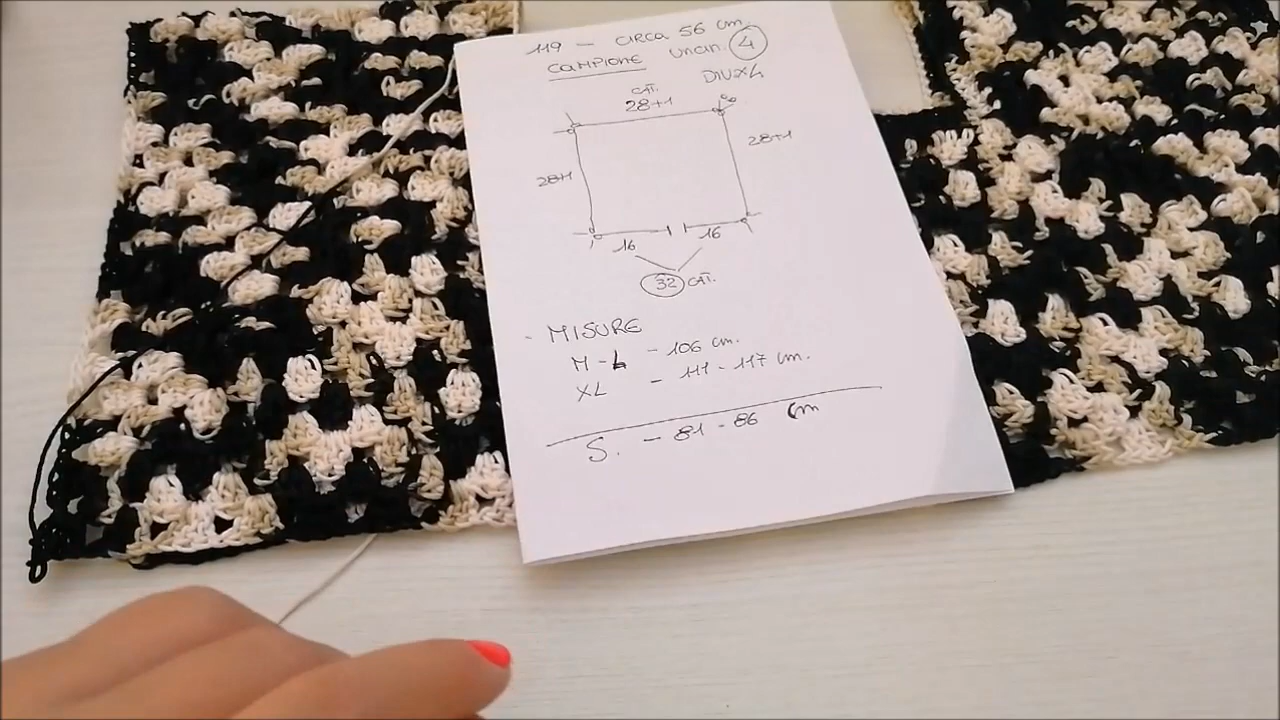 119 - CIRCA 56 cm.
CAMPIONE UNCIN. 4
DIV x 4
CAT.
28+1
28+1
28+1
16 16
32 CAT.
- MISURE
M-L - 106 cm.
XL - 111 - 117 cm.
S. - 81 - 86 cm